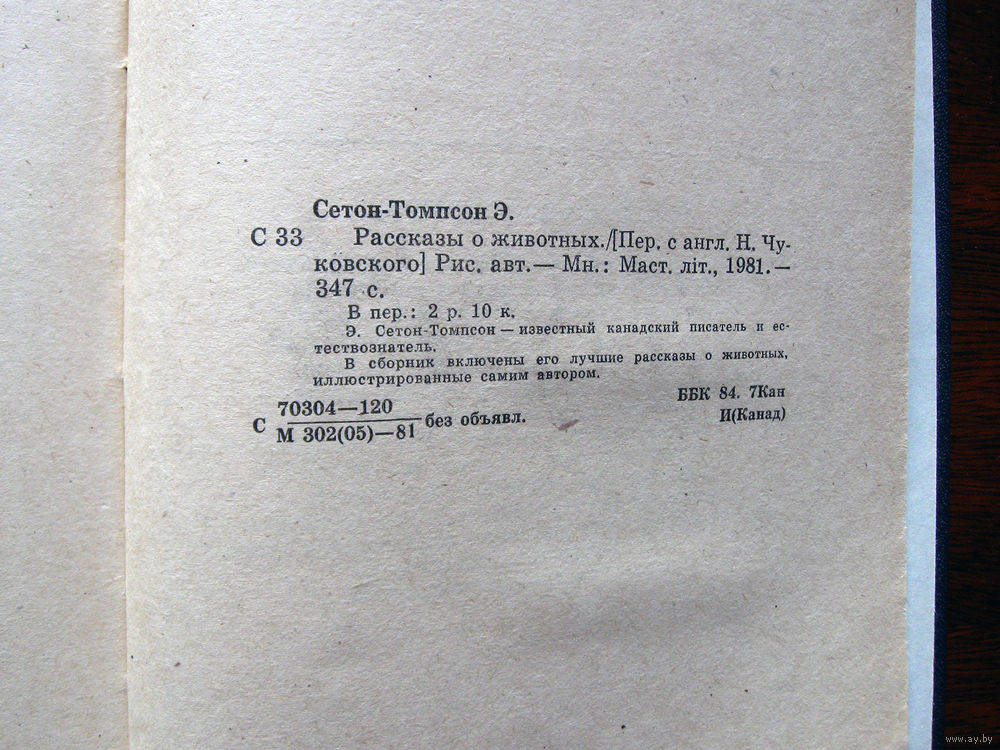 Сетон-Томпсон Э.
С 33 Рассказы о животных./[Пер. с англ. Н. Чу-
ковского] Рис. авт.— Мн.: Маст. літ., 1981.—
347 с.
В пер.: 2 р. 10 к.
Э. Сетон-Томпсон — известный канадский писатель и ес-
тествознатель.
В сборник включены его лучшие рассказы о животных,
иллюстрированные самим автором.
С 70304—120
М 302(05)—81 без объявл.
ББК 84. 7Кан
И(Канад)
www.ay.by